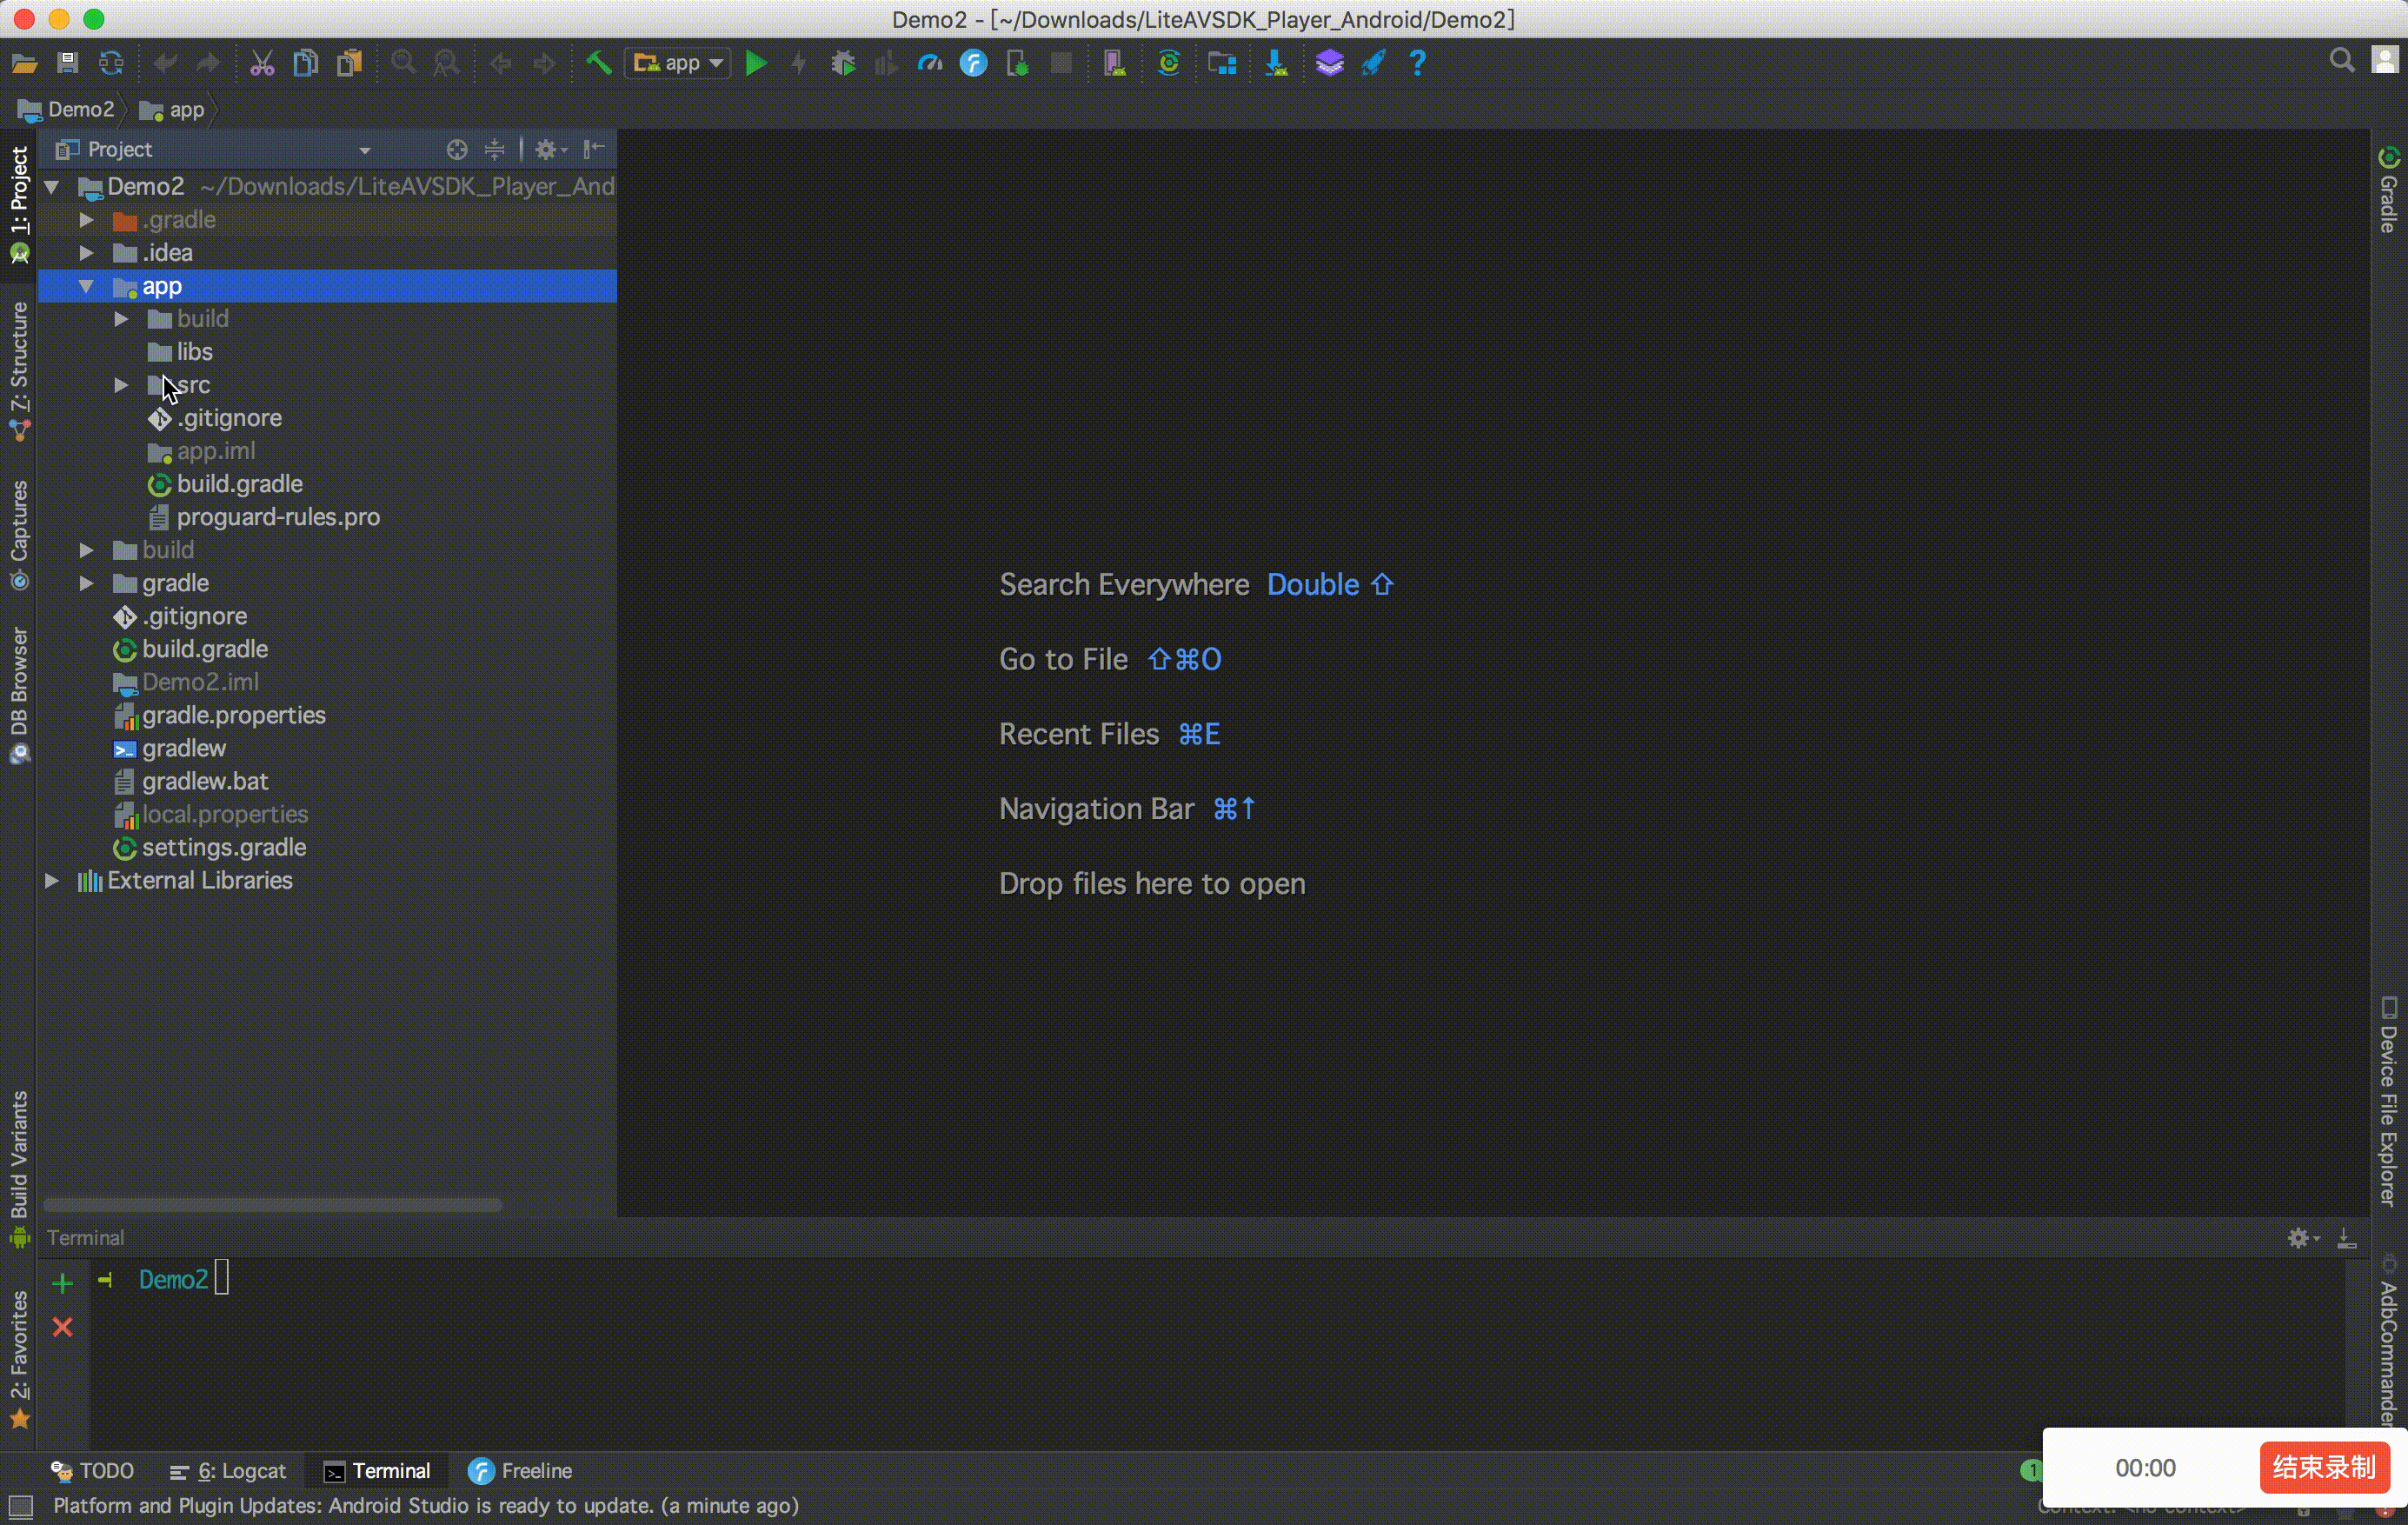 Demo2 - [~/Downloads/LiteAVSDK_Player_Android/Demo2]
app
Demo2
app
Project
Demo2 ~/Downloads/LiteAVSDK_Player_And
.gradle
.idea
app
build
libs
src
.gitignore
app.iml
build.gradle
proguard-rules.pro
build
gradle
.gitignore
build.gradle
Demo2.iml
gradle.properties
gradlew
gradlew.bat
local.properties
settings.gradle
External Libraries
1: Project
7: Structure
Captures
DB Browser
Build Variants
2: Favorites
Search Everywhere Double ⇧
Go to File ⇧⌘O
Recent Files ⌘E
Navigation Bar ⌘↑
Drop files here to open
Gradle
Device File Explorer
AdbCommander
Terminal
Demo2
TODO
6: Logcat
Terminal
Freeline
1
00:00
结束录制
Platform and Plugin Updates: Android Studio is ready to update. (a minute ago)
Context: <no context>